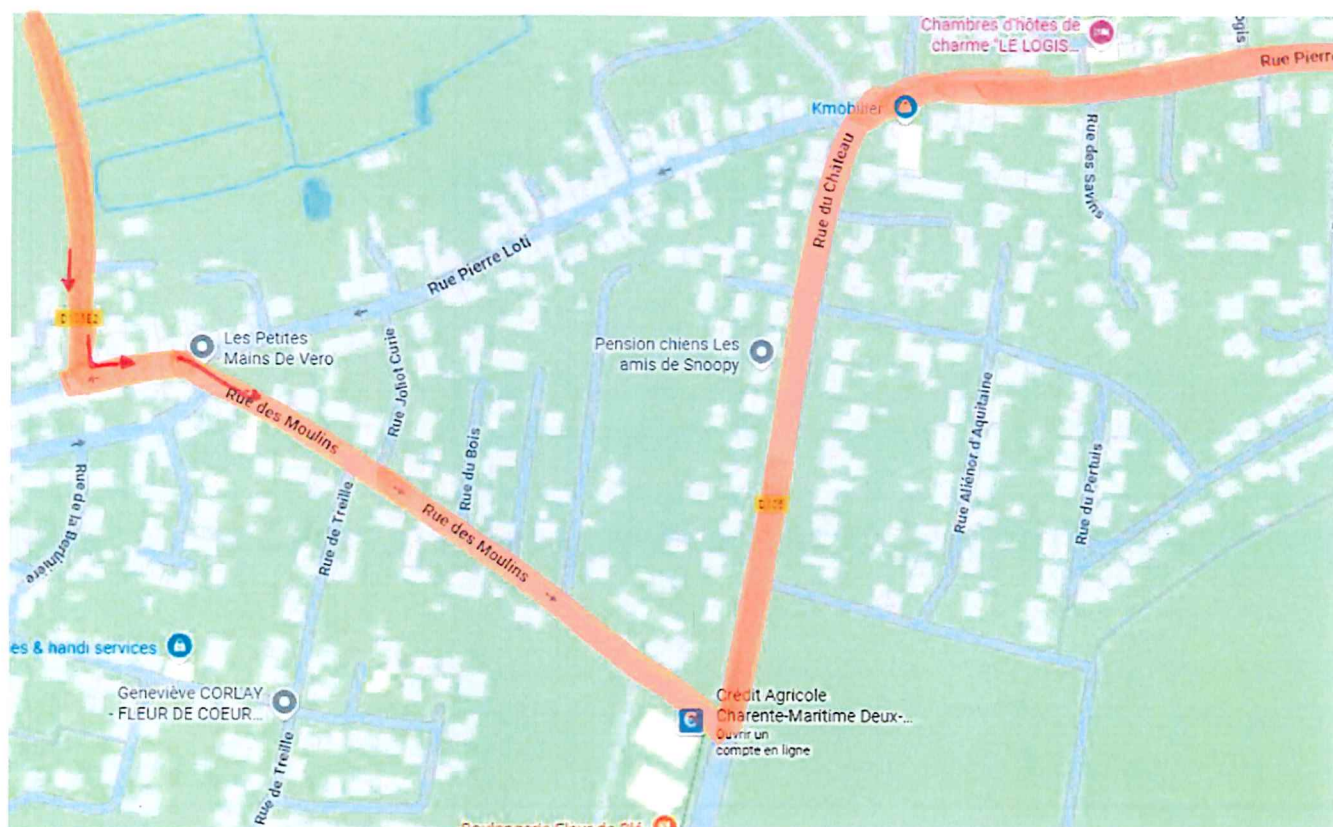 Chambres d'hôtes de
charme "LE LOGIS...
Rue Pierre
Kmobilier
Rue du Château
Rue des Savins
Rue Pierre Loti
Les Petites
Mains De Vero
Pension chiens Les
amis de Snoopy
Rue Joliot Curie
Rue des Moulins
Rue du Bois
Rue Aliénor d'Aquitaine
Rue du Pertuis
Rue de la Bertinière
Rue de Treille
Rue des Moulins
es & handi services
Geneviève CORLAY
- FLEUR DE COEUR...
Crédit Agricole
Charente-Maritime Deux-...
Ouvrir un
compte en ligne
Rue de Treille